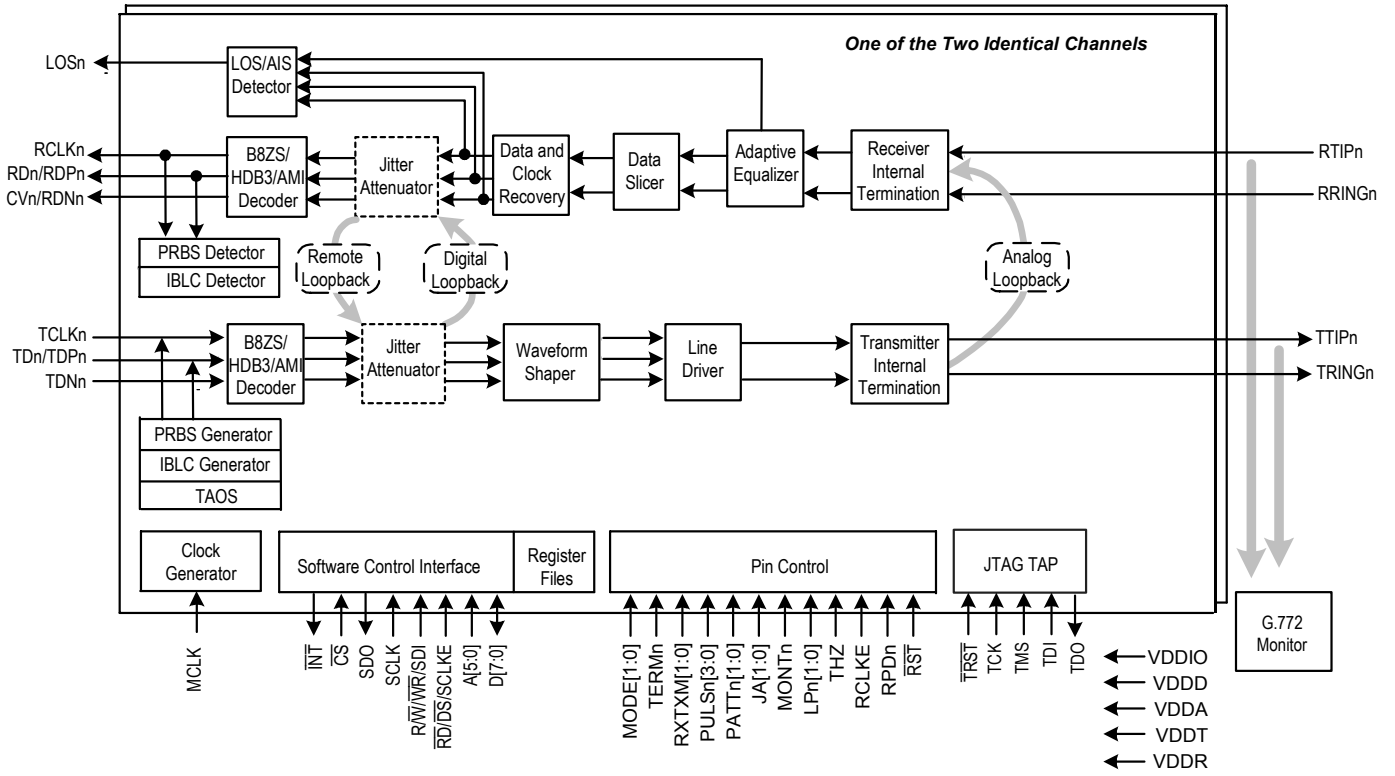 One of the Two Identical Channels
LOSn
LOS/AIS
Detector
RCLKn
RDn/RDPn
CVn/RDNn
B8ZS/
HDB3/AMI
Decoder
Jitter
Attenuator
Data and
Clock
Recovery
Data
Slicer
Adaptive
Equalizer
Receiver
Internal
Termination
RTIPn
RRINGn
PRBS Detector
IBLC Detector
Remote
Loopback
Digital
Loopback
Analog
Loopback
TCLKn
TDn/TDPn
TDNn
B8ZS/
HDB3/AMI
Decoder
Jitter
Attenuator
Waveform
Shaper
Line
Driver
Transmitter
Internal
Termination
TTIPn
TRINGn
PRBS Generator
IBLC Generator
TAOS
Clock
Generator
Software Control Interface
Register
Files
Pin Control
JTAG TAP
G.772
Monitor
MCLK
INT
CS
SDO
SCLK
R/W/WR/SDI
RD/DS/SCLKE
A[5:0]
D[7:0]
MODE[1:0]
TERMn
RXTXM[1:0]
PULSn[3:0]
PATTn[1:0]
JA[1:0]
MONTn
LPn[1:0]
THZ
RCLKE
RPDn
RST
TRST
TCK
TMS
TDI
TDO
VDDIO
VDDD
VDDA
VDDT
VDDR